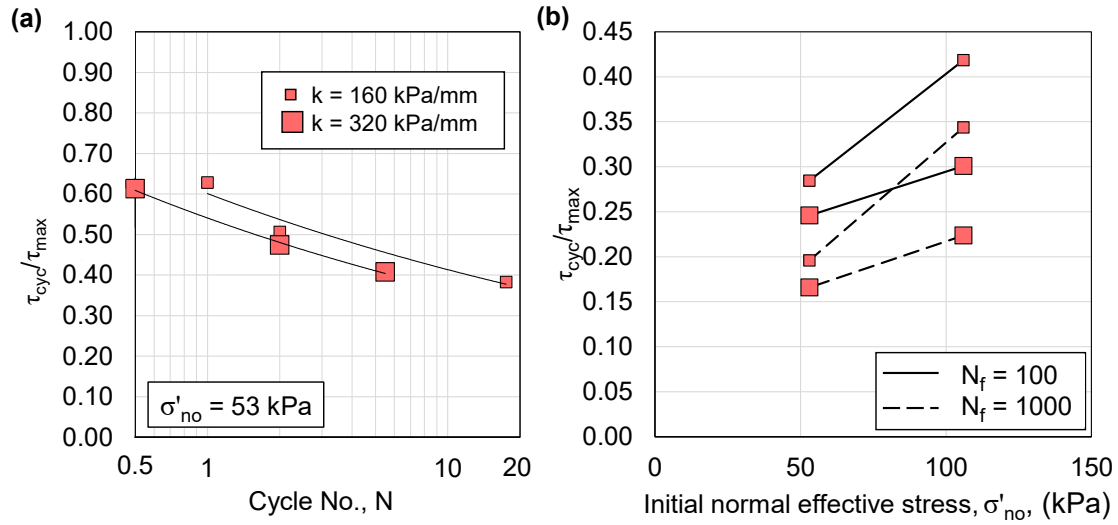 (a)
1.00
0.90
0.80
0.70
0.60
0.50
0.40
0.30
0.20
0.10
0.00
τcyc/τmax
k = 160 kPa/mm
k = 320 kPa/mm
σ'no = 53 kPa
0.5
1
10
20
Cycle No., N
(b)
0.45
0.40
0.35
0.30
0.25
0.20
0.15
0.10
0.05
0.00
τcyc/τmax
Nf = 100
Nf = 1000
0
50
100
150
Initial normal effective stress, σ'no, (kPa)